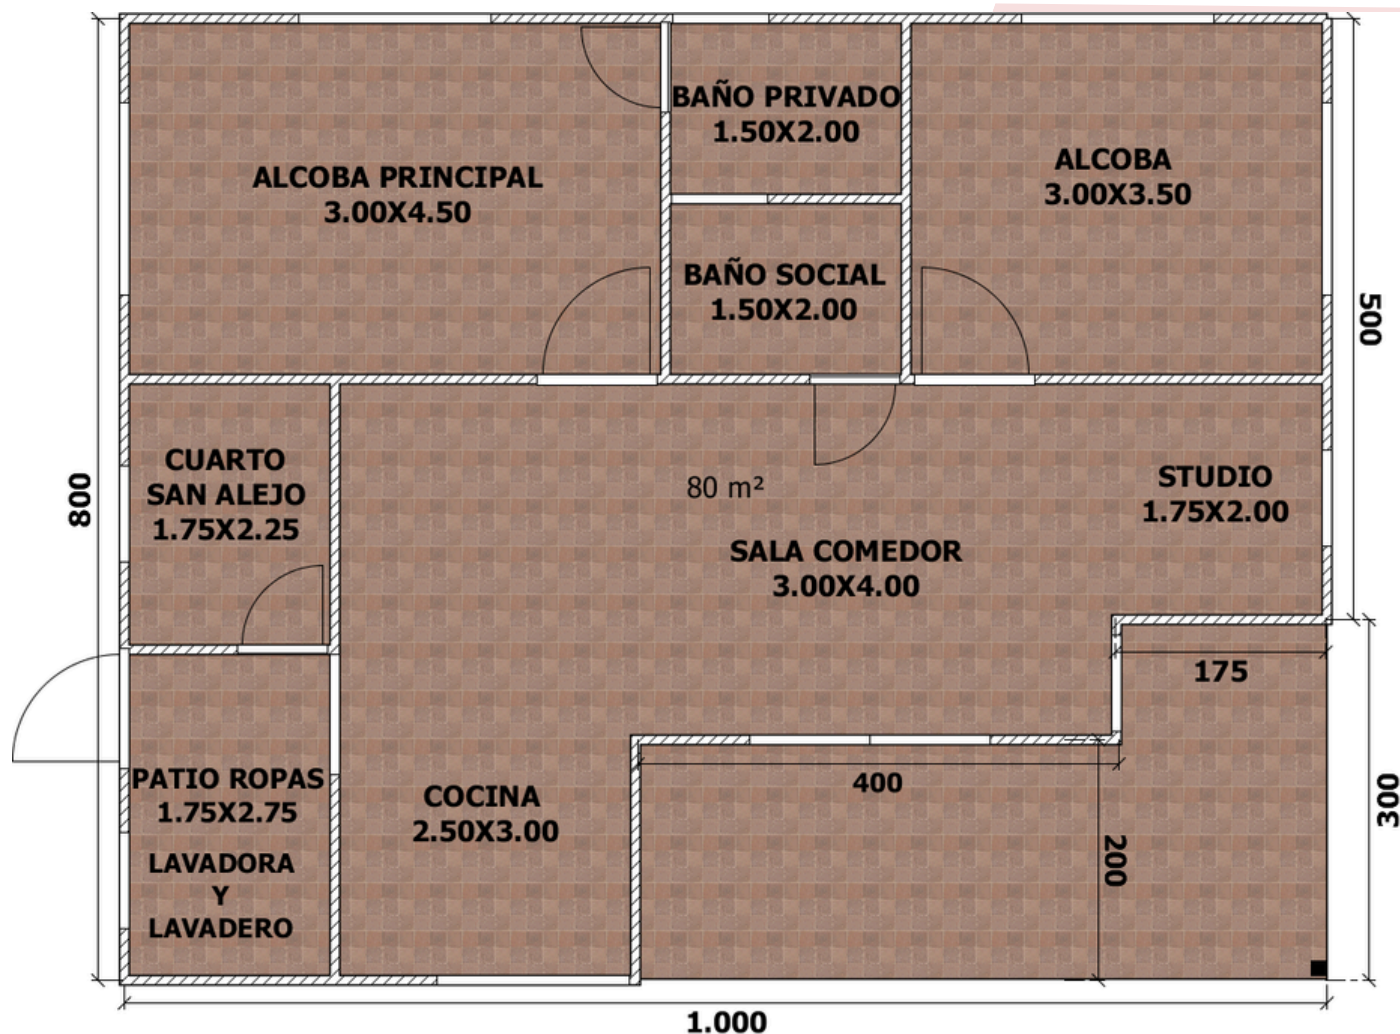 BAÑO PRIVADO
1.50X2.00
ALCOBA PRINCIPAL
3.00X4.50
ALCOBA
3.00X3.50
BAÑO SOCIAL
1.50X2.00
500
CUARTO
SAN ALEJO
1.75X2.25
800
80 m²
STUDIO
1.75X2.00
SALA COMEDOR
3.00X4.00
175
PATIO ROPAS
1.75X2.75
LAVADORA
Y
LAVADERO
COCINA
2.50X3.00
400
200
300
1.000